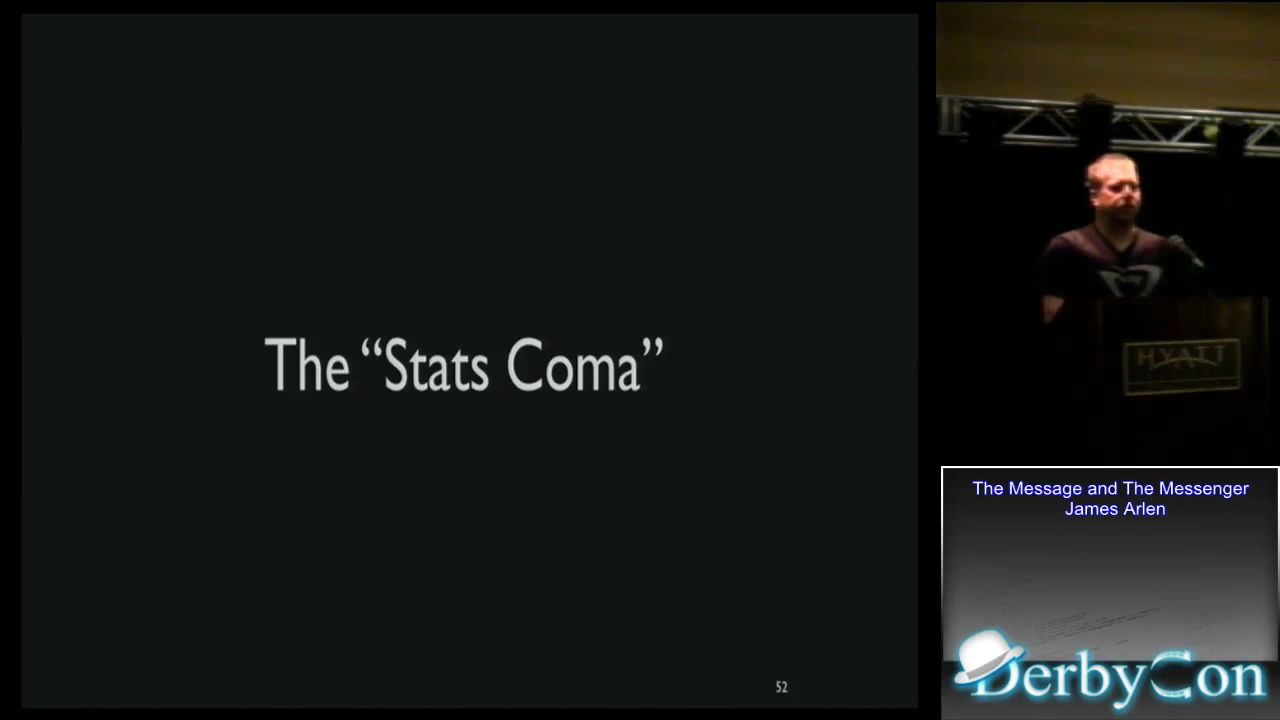 The “Stats Coma”
52
HYATT
The Message and The Messenger
James Arlen
DerbyCon